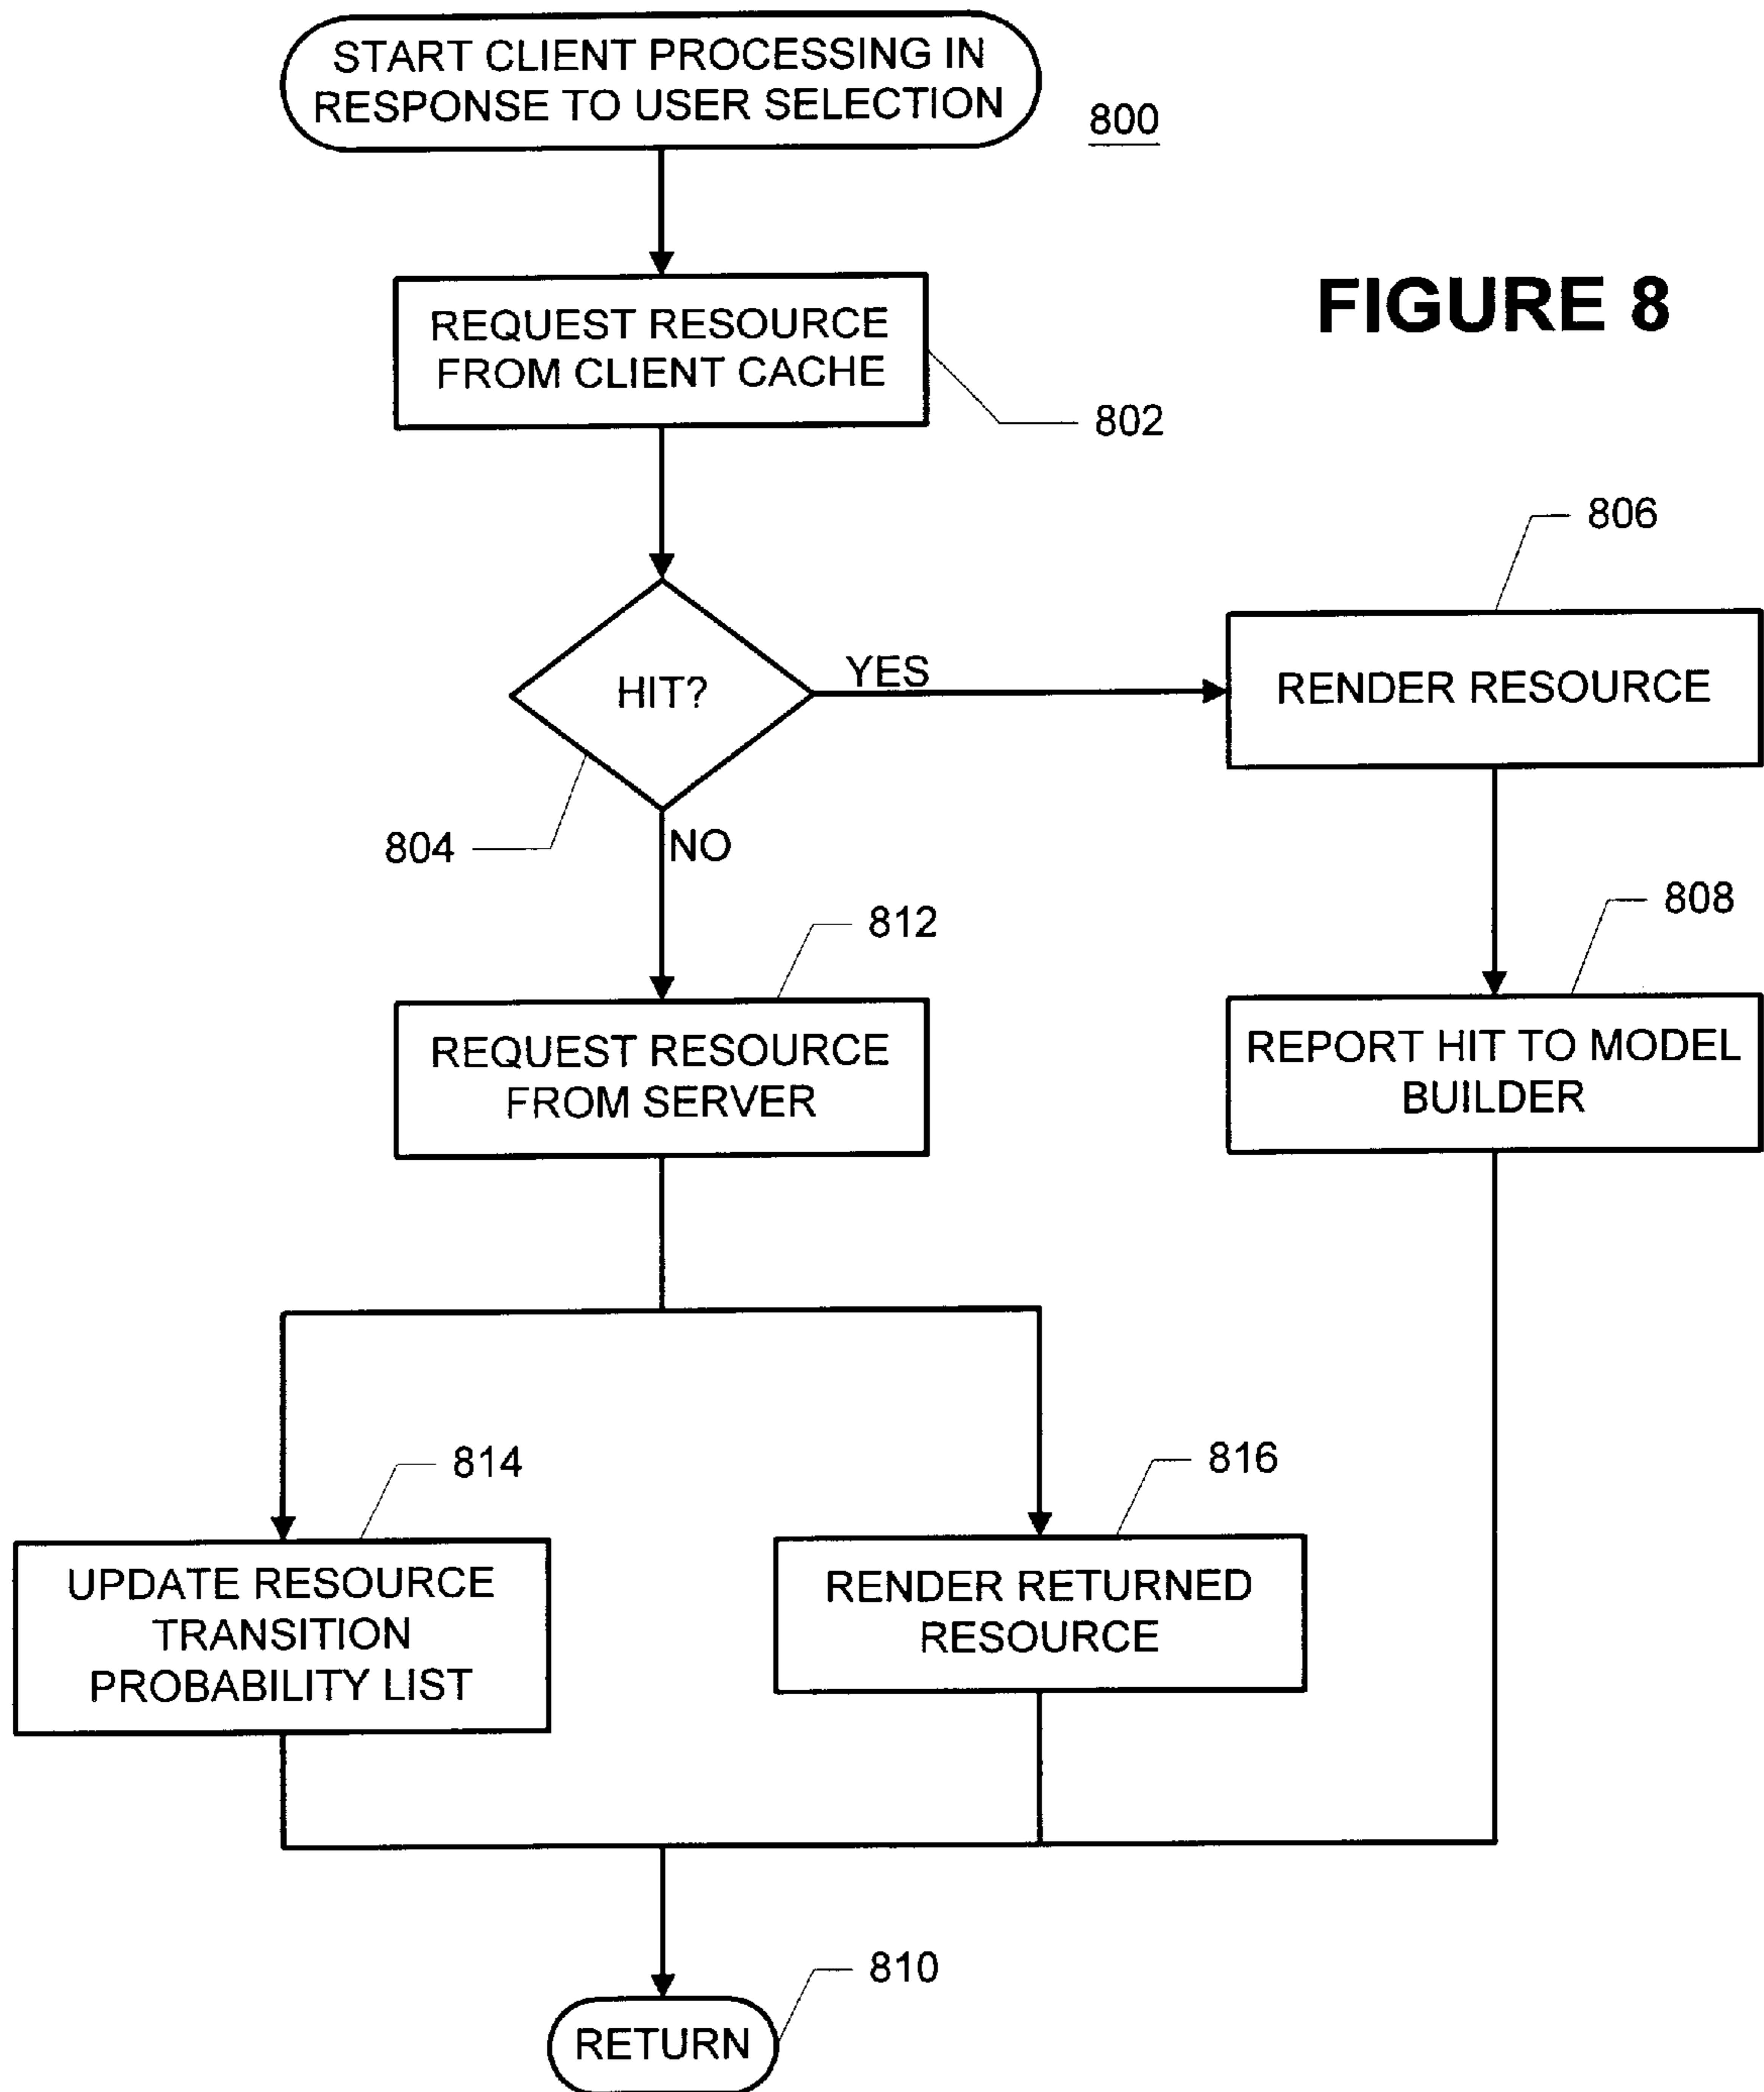 START CLIENT PROCESSING IN
RESPONSE TO USER SELECTION
800
FIGURE 8
REQUEST RESOURCE
FROM CLIENT CACHE
802
806
HIT?
YES
RENDER RESOURCE
804
NO
808
812
REQUEST RESOURCE
FROM SERVER
REPORT HIT TO MODEL
BUILDER
814
816
UPDATE RESOURCE
TRANSITION
PROBABILITY LIST
RENDER RETURNED
RESOURCE
810
RETURN